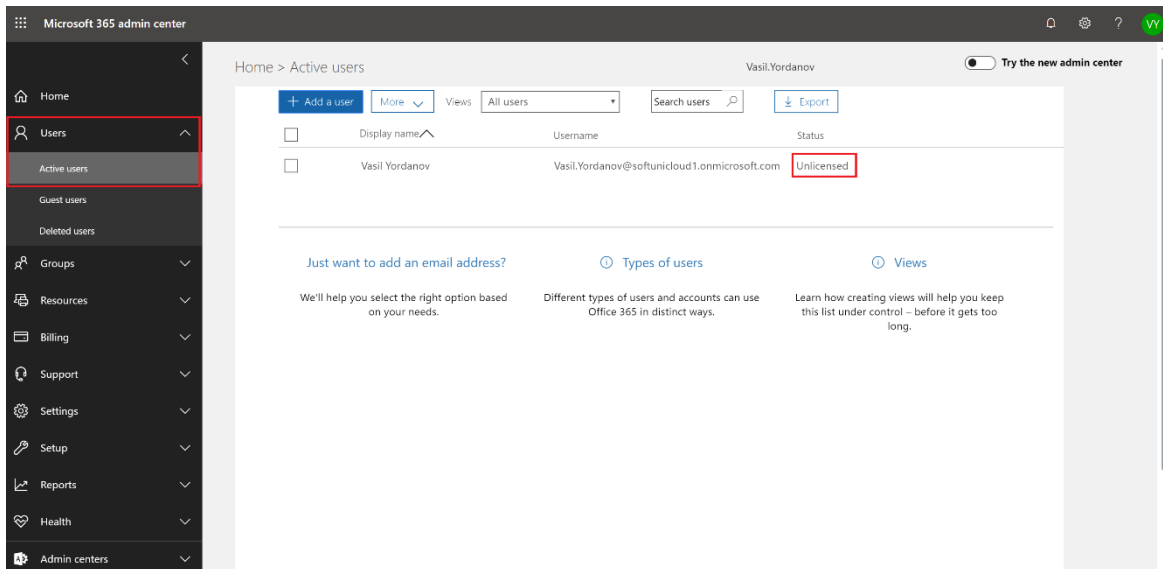 Microsoft 365 admin center
?
VY
Home > Active users
Vasil.Yordanov
Try the new admin center
Home
Users
Active users
Guest users
Deleted users
Groups
Resources
Billing
Support
Settings
Setup
Reports
Health
Admin centers
+ Add a user
More
Views
All users
Search users
Export
Display name
Username
Status
Vasil Yordanov
Vasil.Yordanov@softunicloud1.onmicrosoft.com
Unlicensed
Just want to add an email address?
We'll help you select the right option based
on your needs.
Types of users
Different types of users and accounts can use
Office 365 in distinct ways.
Views
Learn how creating views will help you keep
this list under control – before it gets too
long.